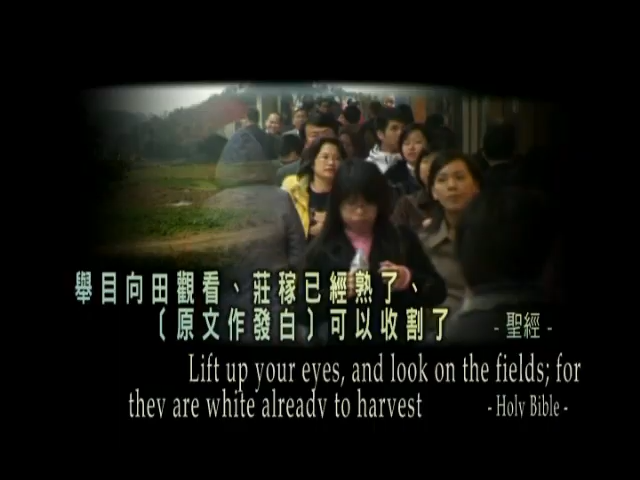 舉目向田觀看、莊稼已經熟了、
〔原文作發白〕可以收割了 - 聖經 -
Lift up your eyes, and look on the fields; for
they are white already to harvest - Holy Bible -